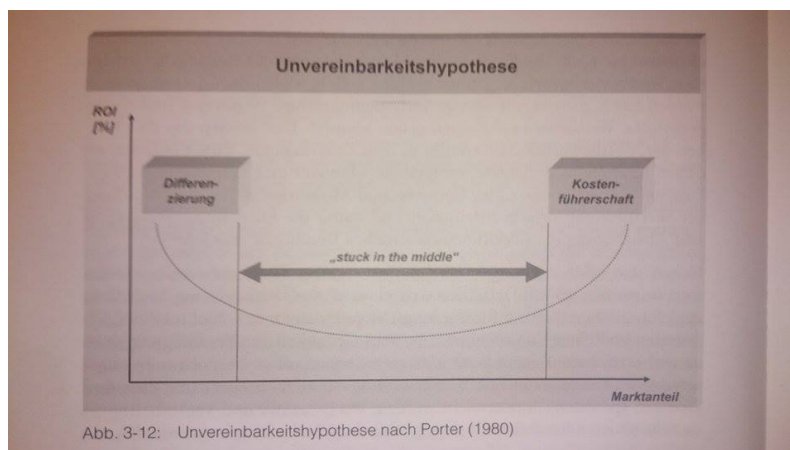 Unvereinbarkeitshypothese
ROI
[%]
Differen-
zierung
Kosten-
führerschaft
„stuck in the middle“
Marktanteil
Abb. 3-12: Unvereinbarkeitshypothese nach Porter (1980)